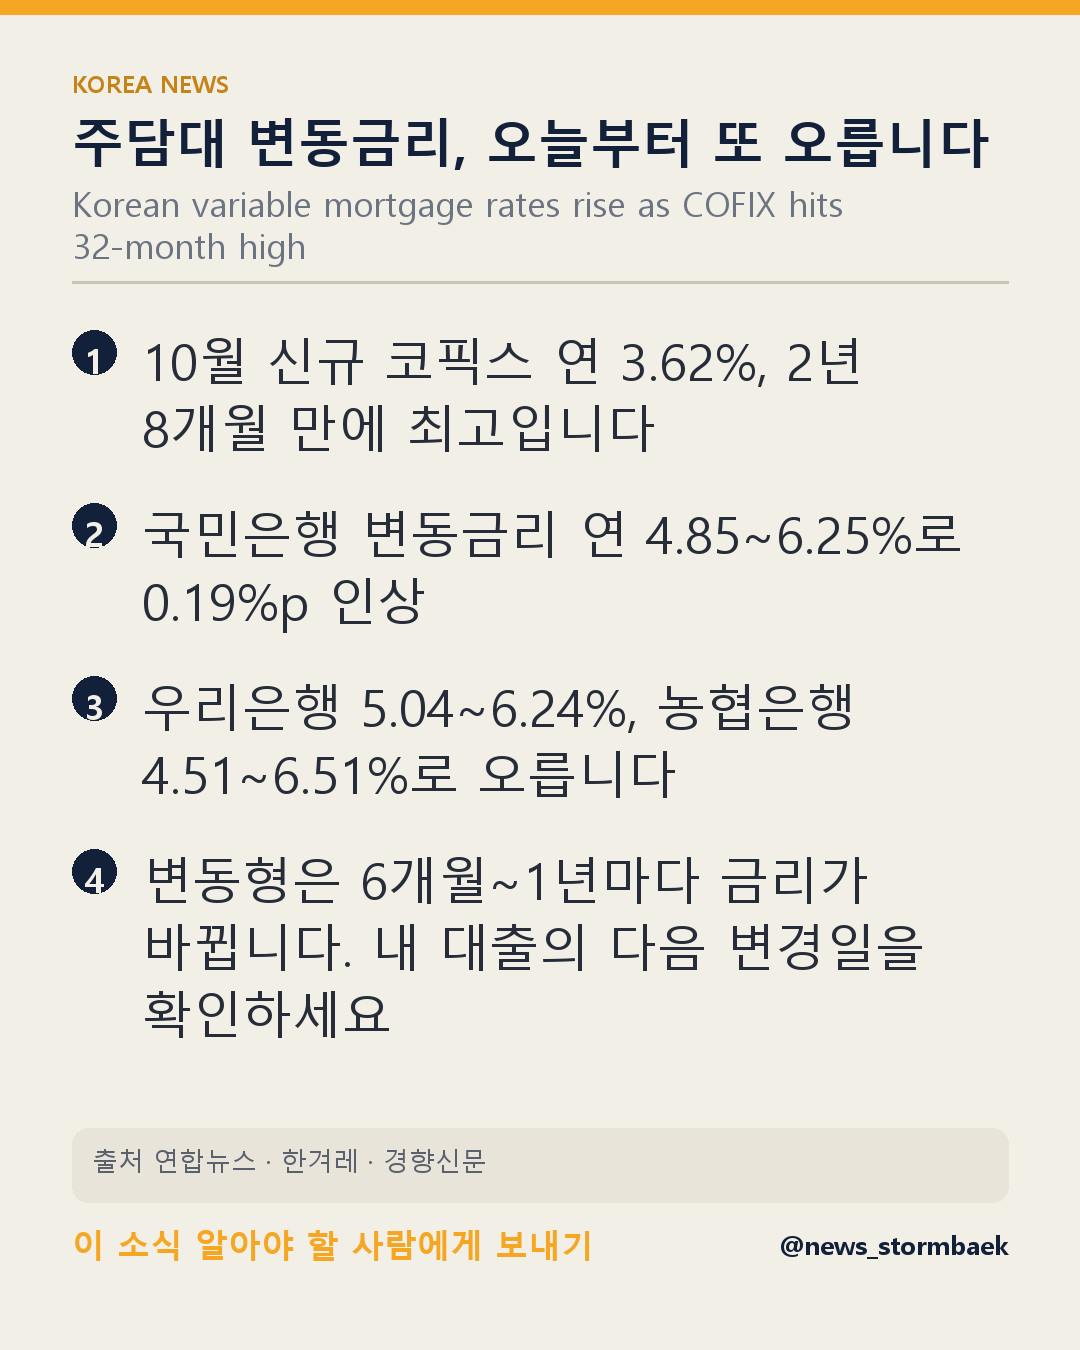 KOREA NEWS
주담대 변동금리, 오늘부터 또 오릅니다
Korean variable mortgage rates rise as COFIX hits
32-month high
1 10월 신규 코픽스 연 3.62%, 2년
8개월 만에 최고입니다
2 국민은행 변동금리 연 4.85~6.25%로
0.19%p 인상
3 우리은행 5.04~6.24%, 농협은행
4.51~6.51%로 오릅니다
4 변동형은 6개월~1년마다 금리가
바뀝니다. 내 대출의 다음 변경일을
확인하세요
출처 연합뉴스 · 한겨레 · 경향신문
이 소식 알아야 할 사람에게 보내기
@news_stormbaek